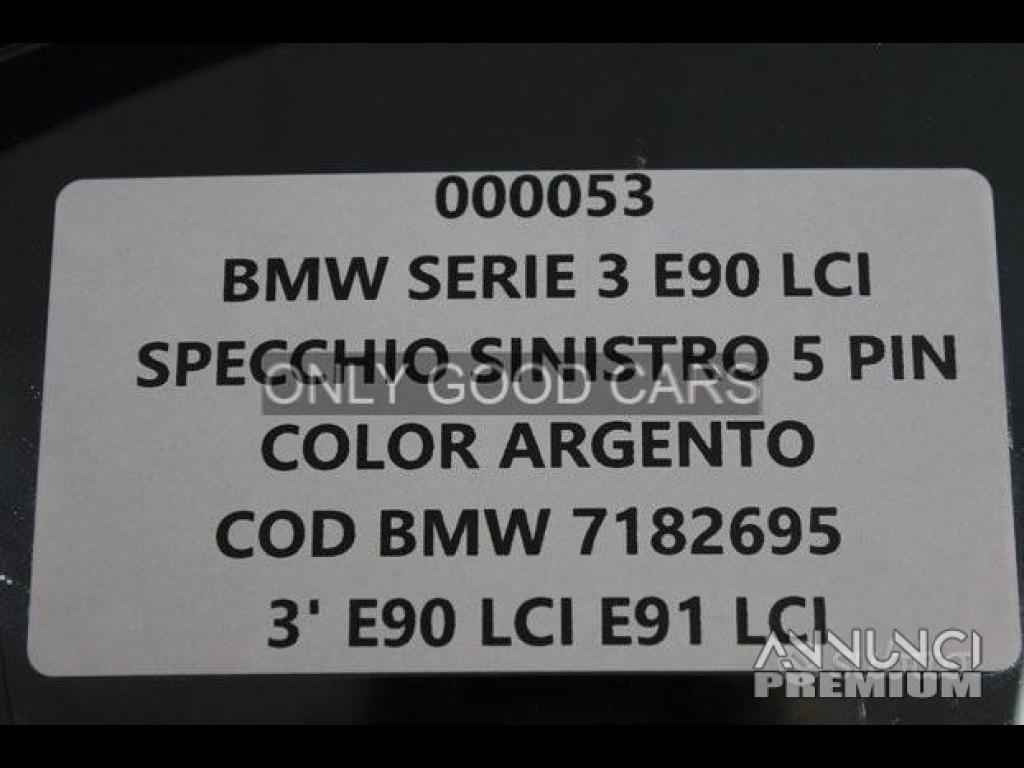 000053
BMW SERIE 3 E90 LCI
SPECCHIO SINISTRO 5 PIN
ONLY GOOD CARS
COLOR ARGENTO
COD BMW 7182695
3' E90 LCI E91 LCI
ANNUNCI
PREMIUM